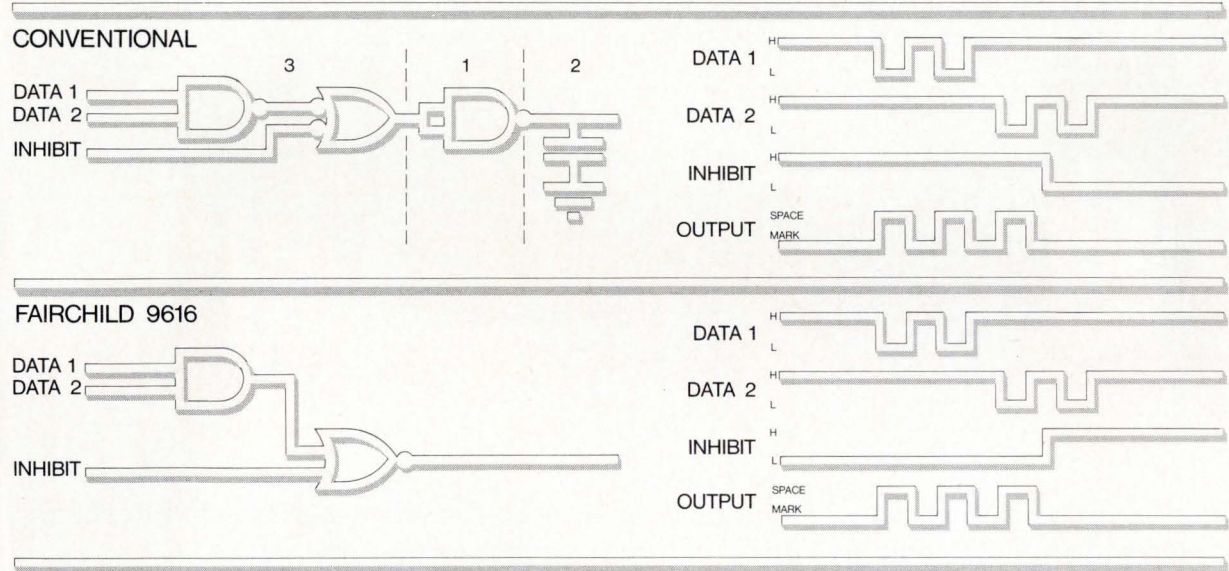 CONVENTIONAL
3
1
2
DATA 1
DATA 2
INHIBIT
DATA 1
H
L
DATA 2
H
L
INHIBIT
H
L
OUTPUT
SPACE
MARK
FAIRCHILD 9616
DATA 1
DATA 2
INHIBIT
DATA 1
H
L
DATA 2
H
L
INHIBIT
H
L
OUTPUT
SPACE
MARK